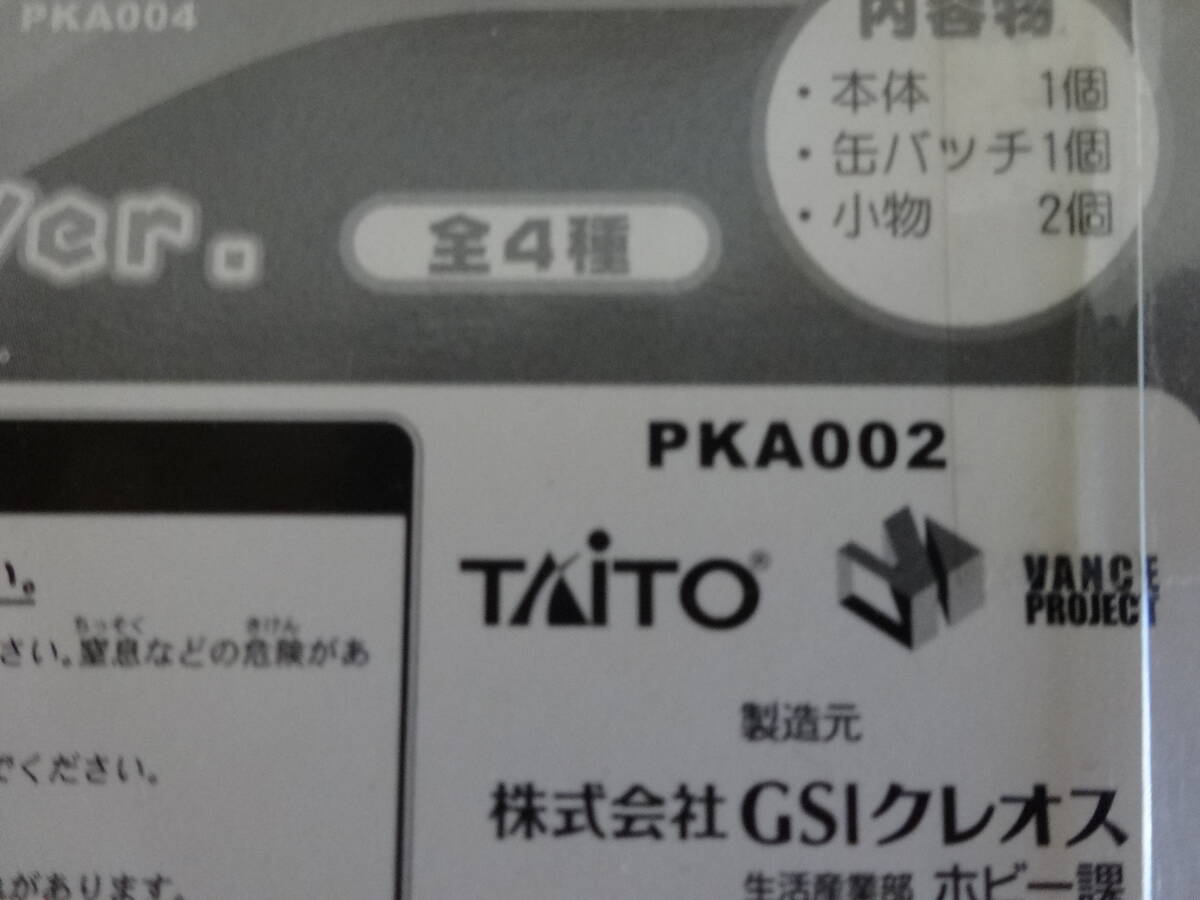 PKA004
内容物
・本体 1個
・缶バッチ1個
・小物 2個
Ver.
全4種
PKA002
TAiTO®
VANCE
PROJECT
い。
さい。窒息などの危険があ
ちっそく きけん
でください。
があります。
製造元
株式会社GSIクレオス
生活産業部 ホビー課